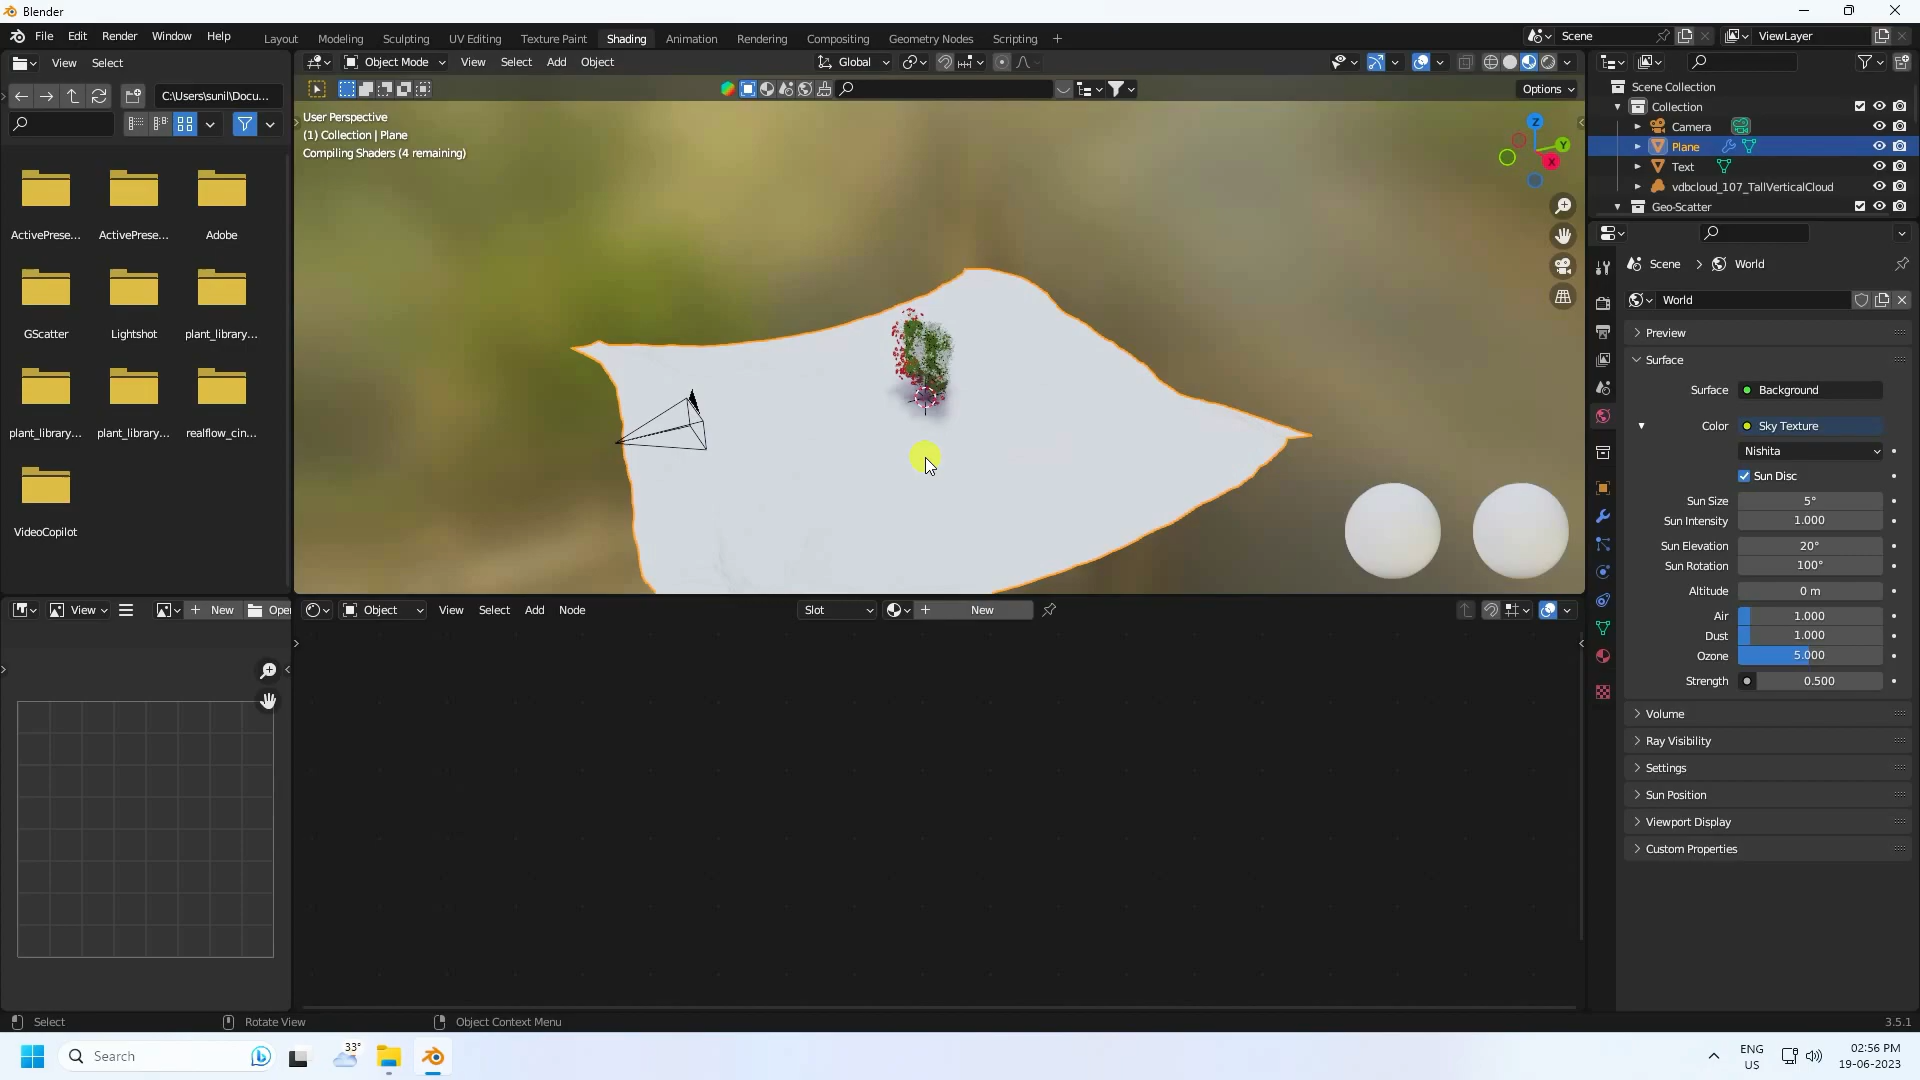 Blender
File Edit Render Window Help
Layout Modeling Sculpting UV Editing Texture Paint Shading Animation Rendering Compositing Geometry Nodes Scripting +
Scene
ViewLayer
View Select
C:\Users\sunil\Docu...
ActivePrese...
ActivePrese...
Adobe
GScatter
Lightshot
plant_library...
plant_library...
plant_library...
realflow_cin...
VideoCopilot
Object Mode View Select Add Object
Global
Options
User Perspective
(1) Collection | Plane
Compiling Shaders (4 remaining)
Z
Y
X
Scene Collection
Collection
Camera
Plane
Text
vdbcloud_107_TallVerticalCloud
Geo-Scatter
Scene > World
World
Preview
Surface
Surface Background
Color Sky Texture
Nishita
Sun Disc
Sun Size 5°
Sun Intensity 1.000
Sun Elevation 20°
Sun Rotation 100°
Altitude 0 m
Air 1.000
Dust 1.000
Ozone 5.000
Strength 0.500
Volume
Ray Visibility
Settings
Sun Position
Viewport Display
Custom Properties
View
New
Open
Object View Select Add Node
Slot
New
Select
Rotate View
Object Context Menu
3.5.1
Search
33°
ENG
US
02:56 PM
19-06-2023